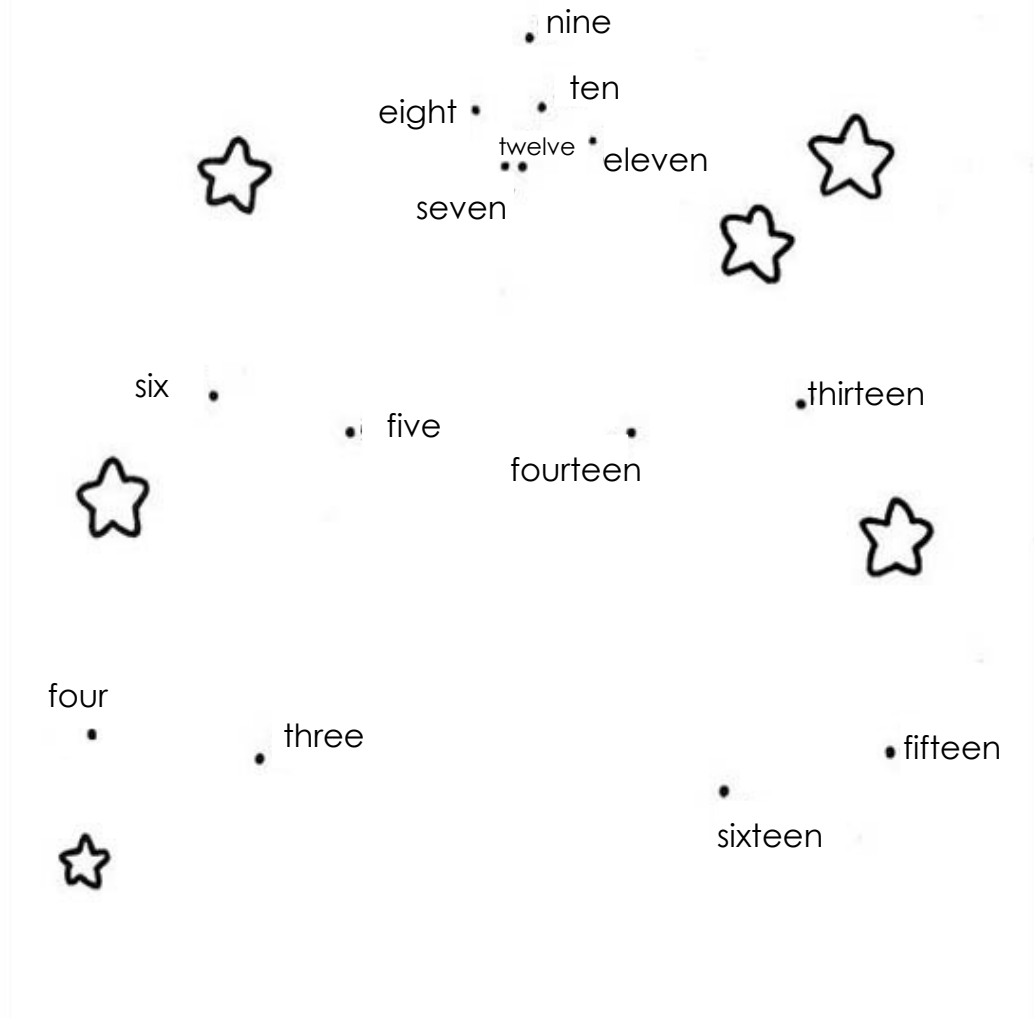 nine
ten
eight
twelve
eleven
seven
six
thirteen
five
fourteen
four
three
fifteen
sixteen